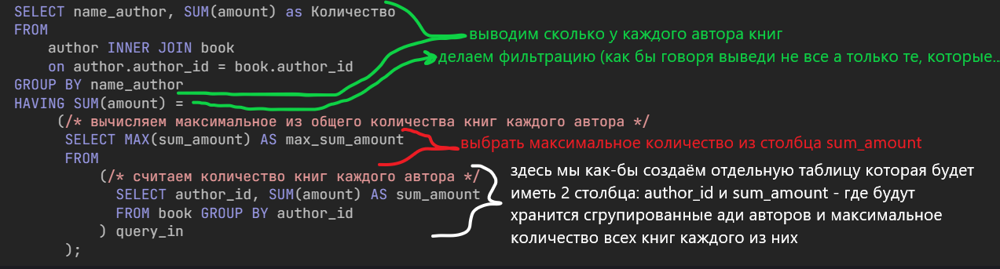 SELECT name_author, SUM(amount) as Количество
FROM
выводим сколько у каждого автора книг
author INNER JOIN book
делаем фильтрацию (как бы говоря выведи не все а только те, которые...
on author.author_id = book.author_id
GROUP BY name_author
HAVING SUM(amount) =
(/* вычисляем максимальное из общего количества книг каждого автора */
SELECT MAX(sum_amount) AS max_sum_amount
выбрать максимальное количество из столбца sum_amount
FROM
(/* считаем количество книг каждого автора */
SELECT author_id, SUM(amount) AS sum_amount
FROM book GROUP BY author_id
) query_in
);
здесь мы как-бы создаём отдельную таблицу которая будет
иметь 2 столбца: author_id и sum_amount - где будут
хранится сгрупированные ади авторов и максимальное
количество всех книг каждого из них